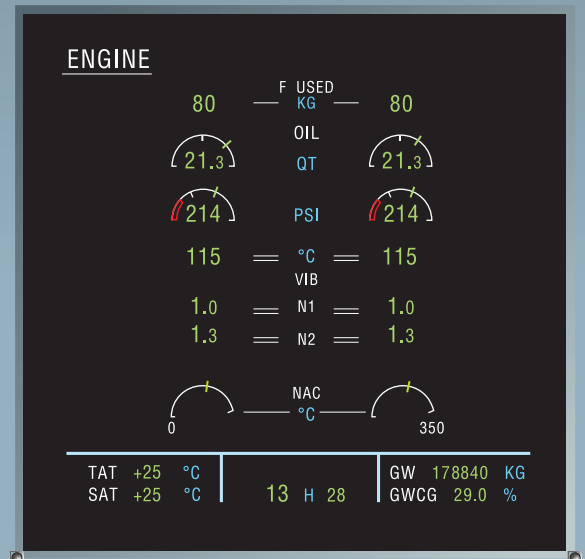 ENGINE
F USED
80 KG 80
OIL
21.3 QT 21.3
214 PSI 214
115 °C 115
VIB
1.0 N1 1.0
1.3 N2 1.3
NAC
°C
0 350
TAT +25 °C GW 178840 KG
SAT +25 °C 13 H 28 GWCG 29.0 %